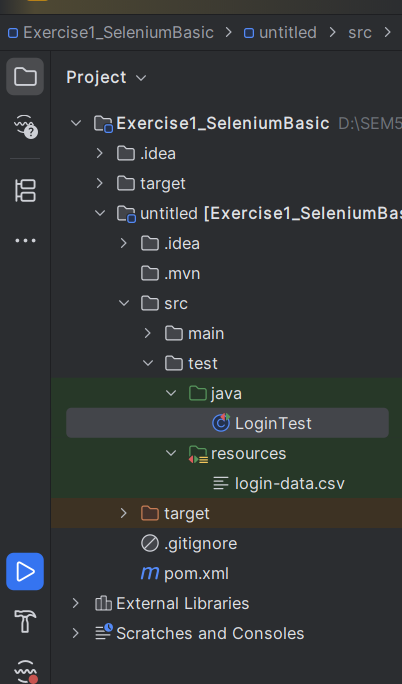 Exercise1_SeleniumBasic > untitled > src >
Project
Exercise1_SeleniumBasic D:\SEM5
.idea
target
untitled [Exercise1_SeleniumBas
.idea
.mvn
src
main
test
java
LoginTest
resources
login-data.csv
target
.gitignore
pom.xml
External Libraries
Scratches and Consoles